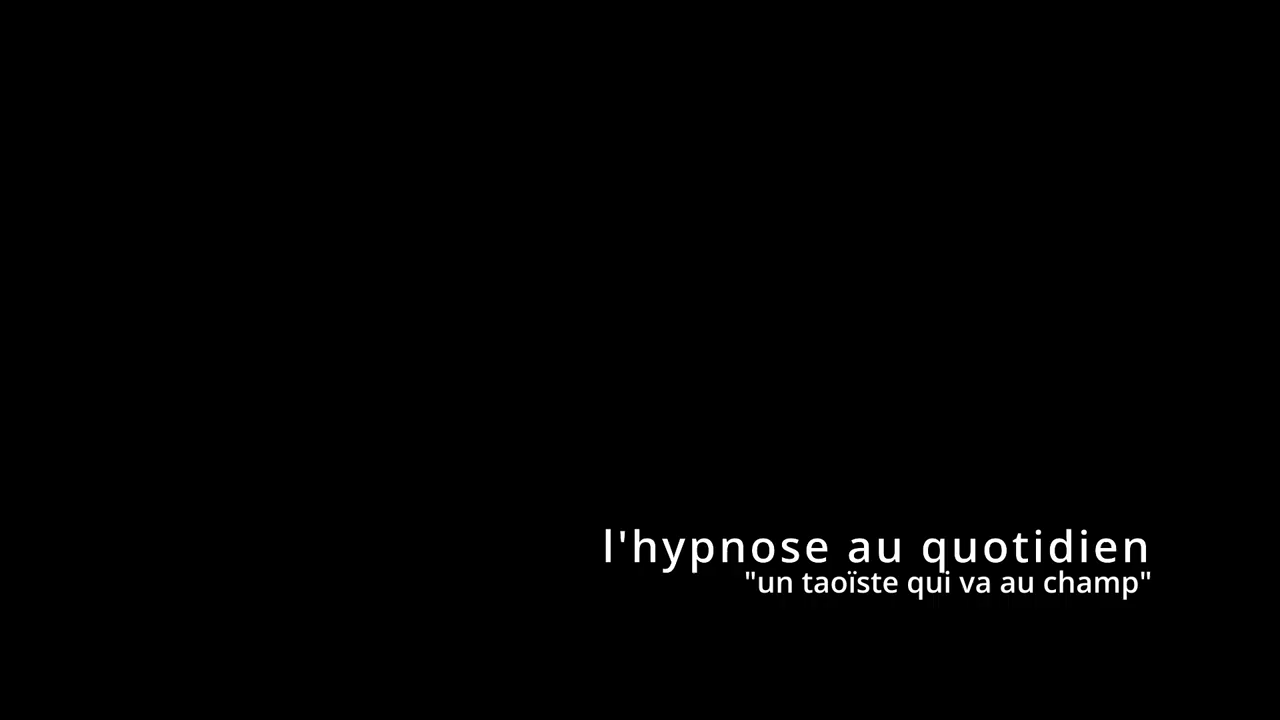 l'hypnose au quotidien
"un taoïste qui va au champ"